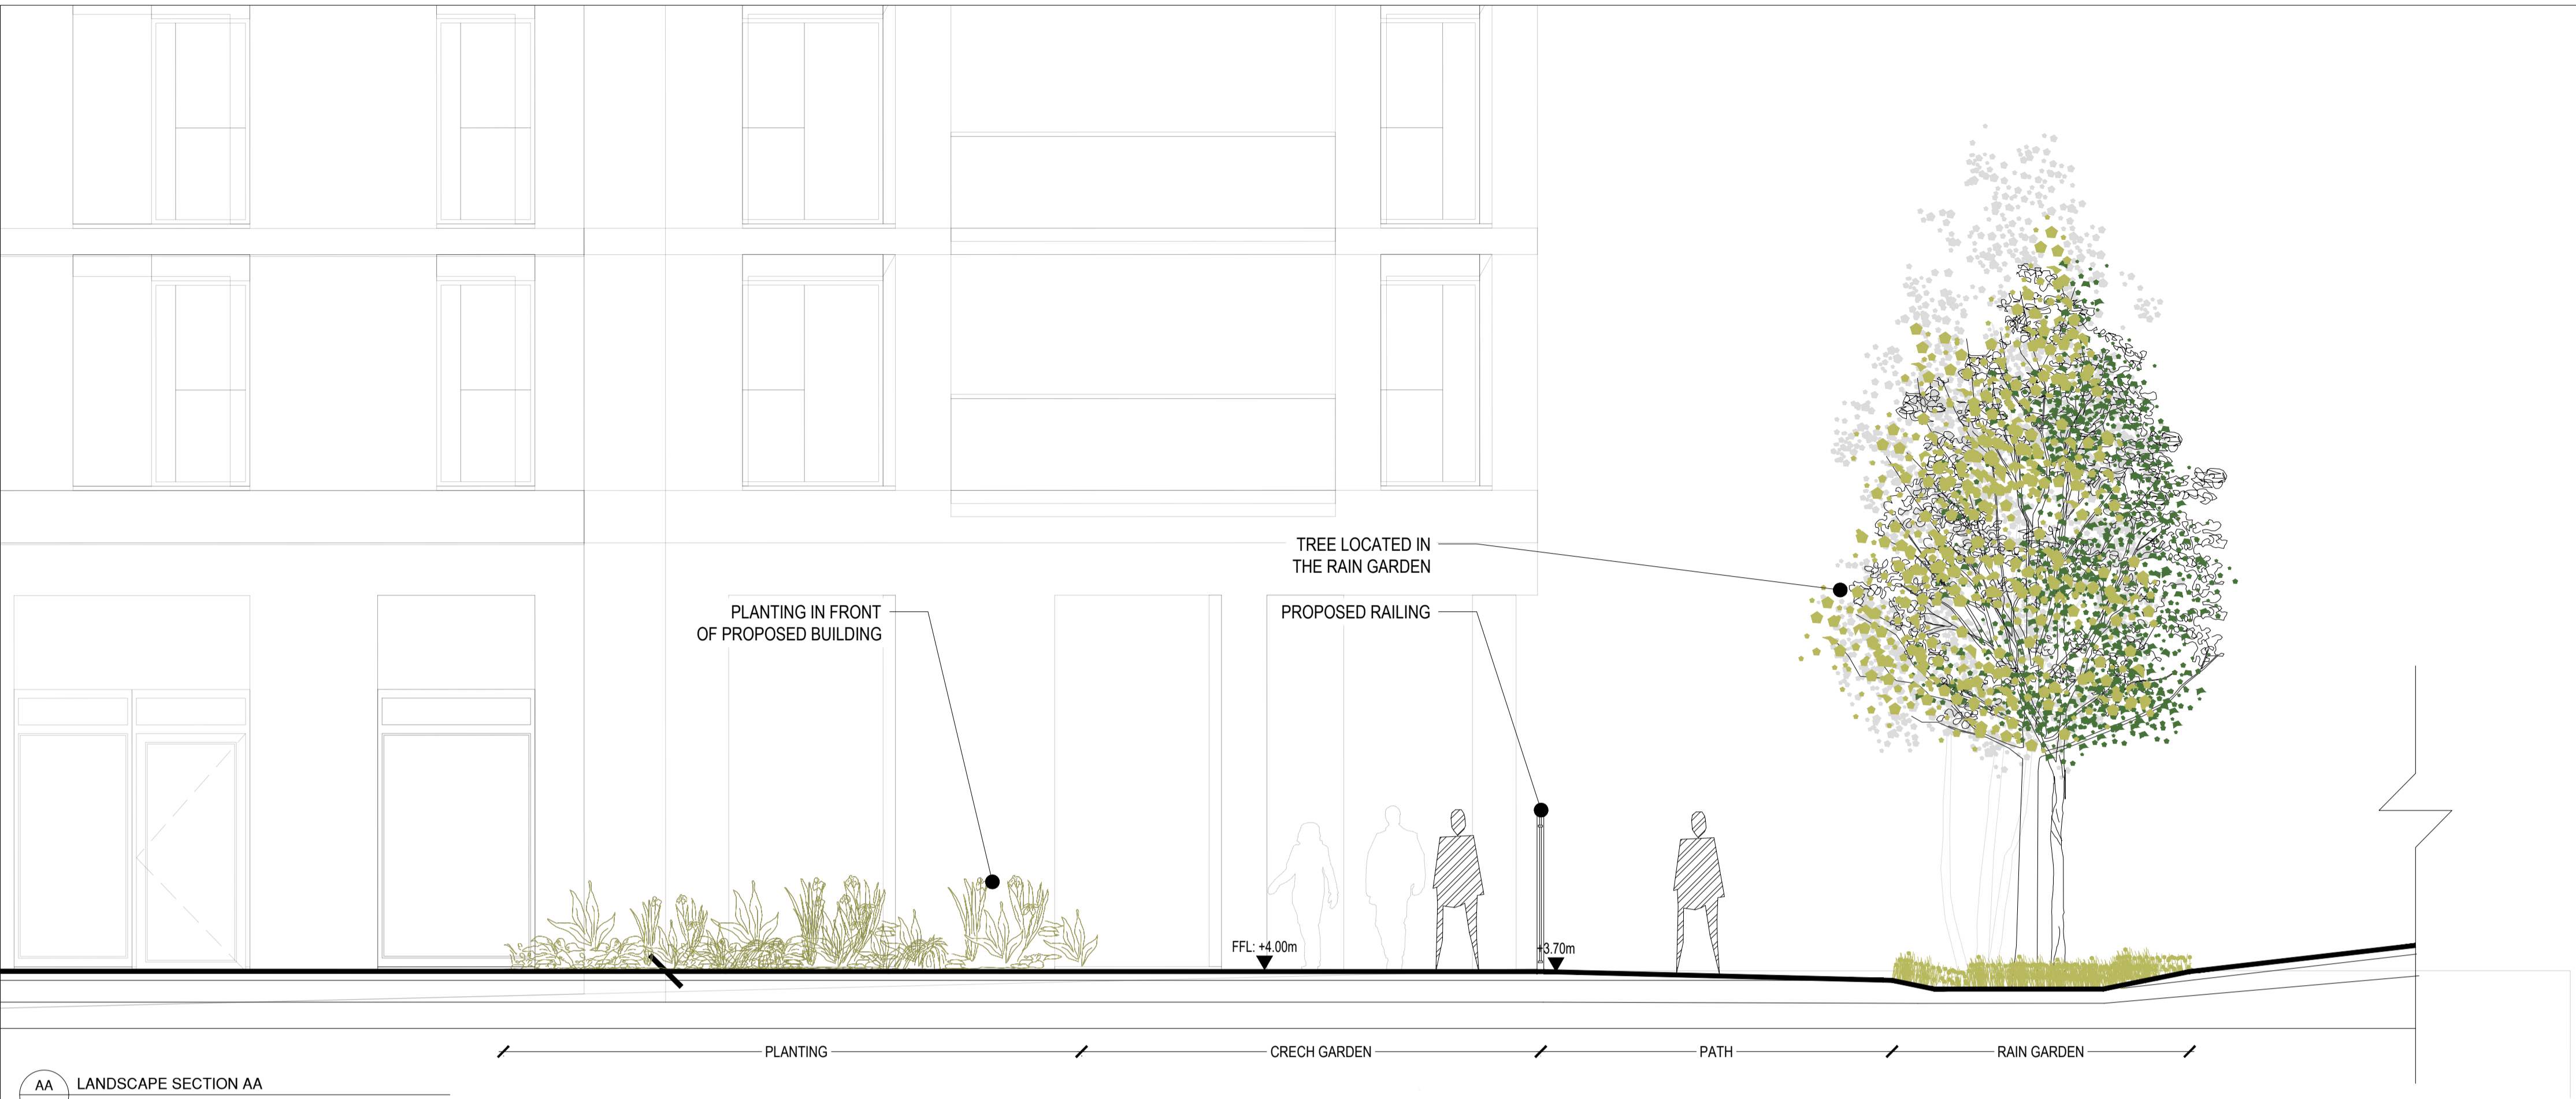 TREE LOCATED IN
THE RAIN GARDEN
PLANTING IN FRONT
OF PROPOSED BUILDING
PROPOSED RAILING
FFL: +4.00m
+3.70m
PLANTING
CRECH GARDEN
PATH
RAIN GARDEN
AA
LANDSCAPE SECTION AA